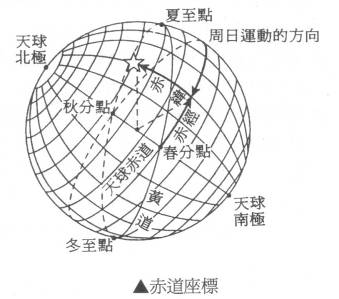 夏至點
周日運動的方向
天球
北極
赤緯
赤經
秋分點
春分點
天球赤道
黃道
天球
南極
冬至點
▲赤道座標